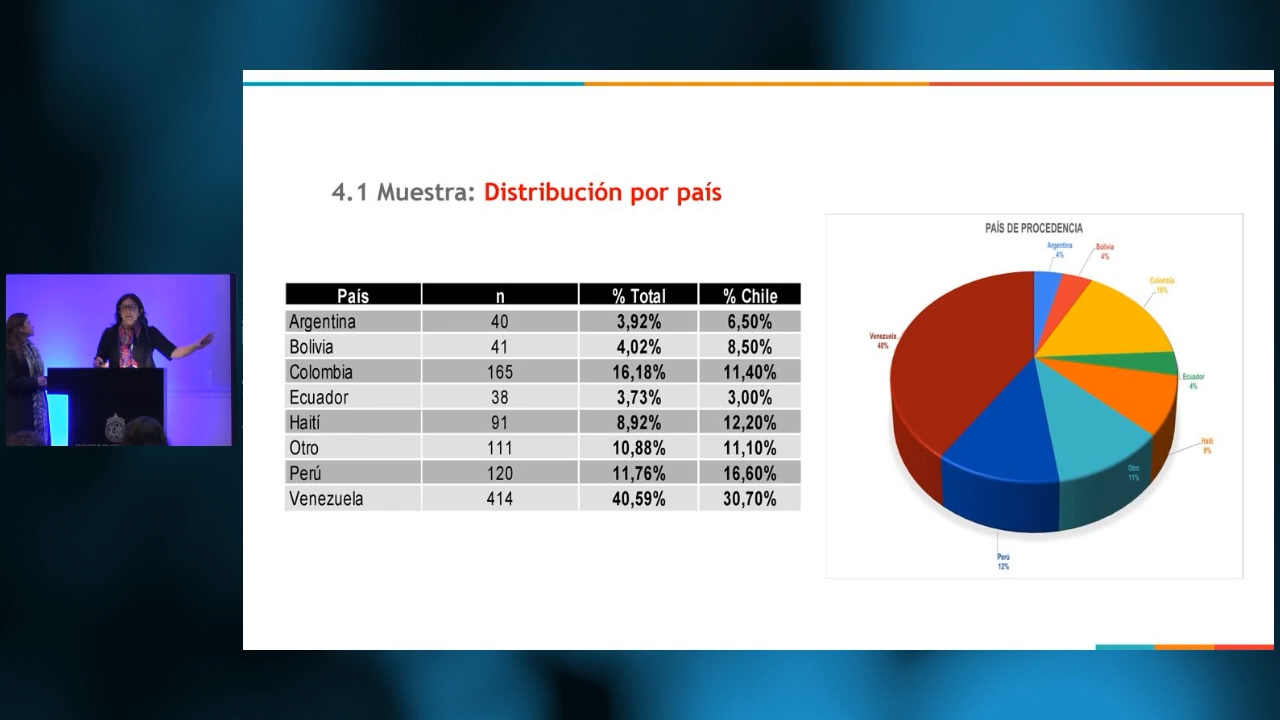 4.1 Muestra: Distribución por país
País n % Total % Chile
Argentina 40 3,92% 6,50%
Bolivia 41 4,02% 8,50%
Colombia 165 16,18% 11,40%
Ecuador 38 3,73% 3,00%
Haití 91 8,92% 12,20%
Otro 111 10,88% 11,10%
Perú 120 11,76% 16,60%
Venezuela 414 40,59% 30,70%
PAÍS DE PROCEDENCIA
Argentina
4%
Bolivia
4%
Colombia
16%
Venezuela
40%
Ecuador
4%
Haití
9%
Otro
11%
Perú
12%